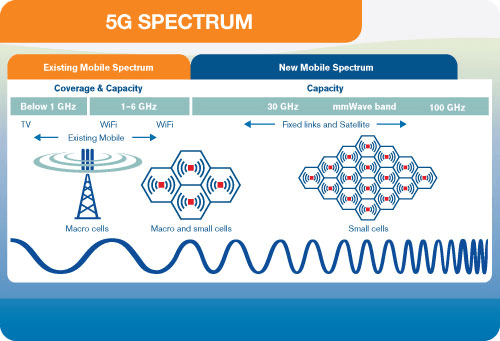 5G SPECTRUM
Existing Mobile Spectrum
New Mobile Spectrum
Coverage & Capacity
Capacity
Below 1 GHz
1–6 GHz
30 GHz
mmWave band
100 GHz
TV
WiFi
WiFi
Existing Mobile
Fixed links and Satellite
Macro cells
Macro and small cells
Small cells